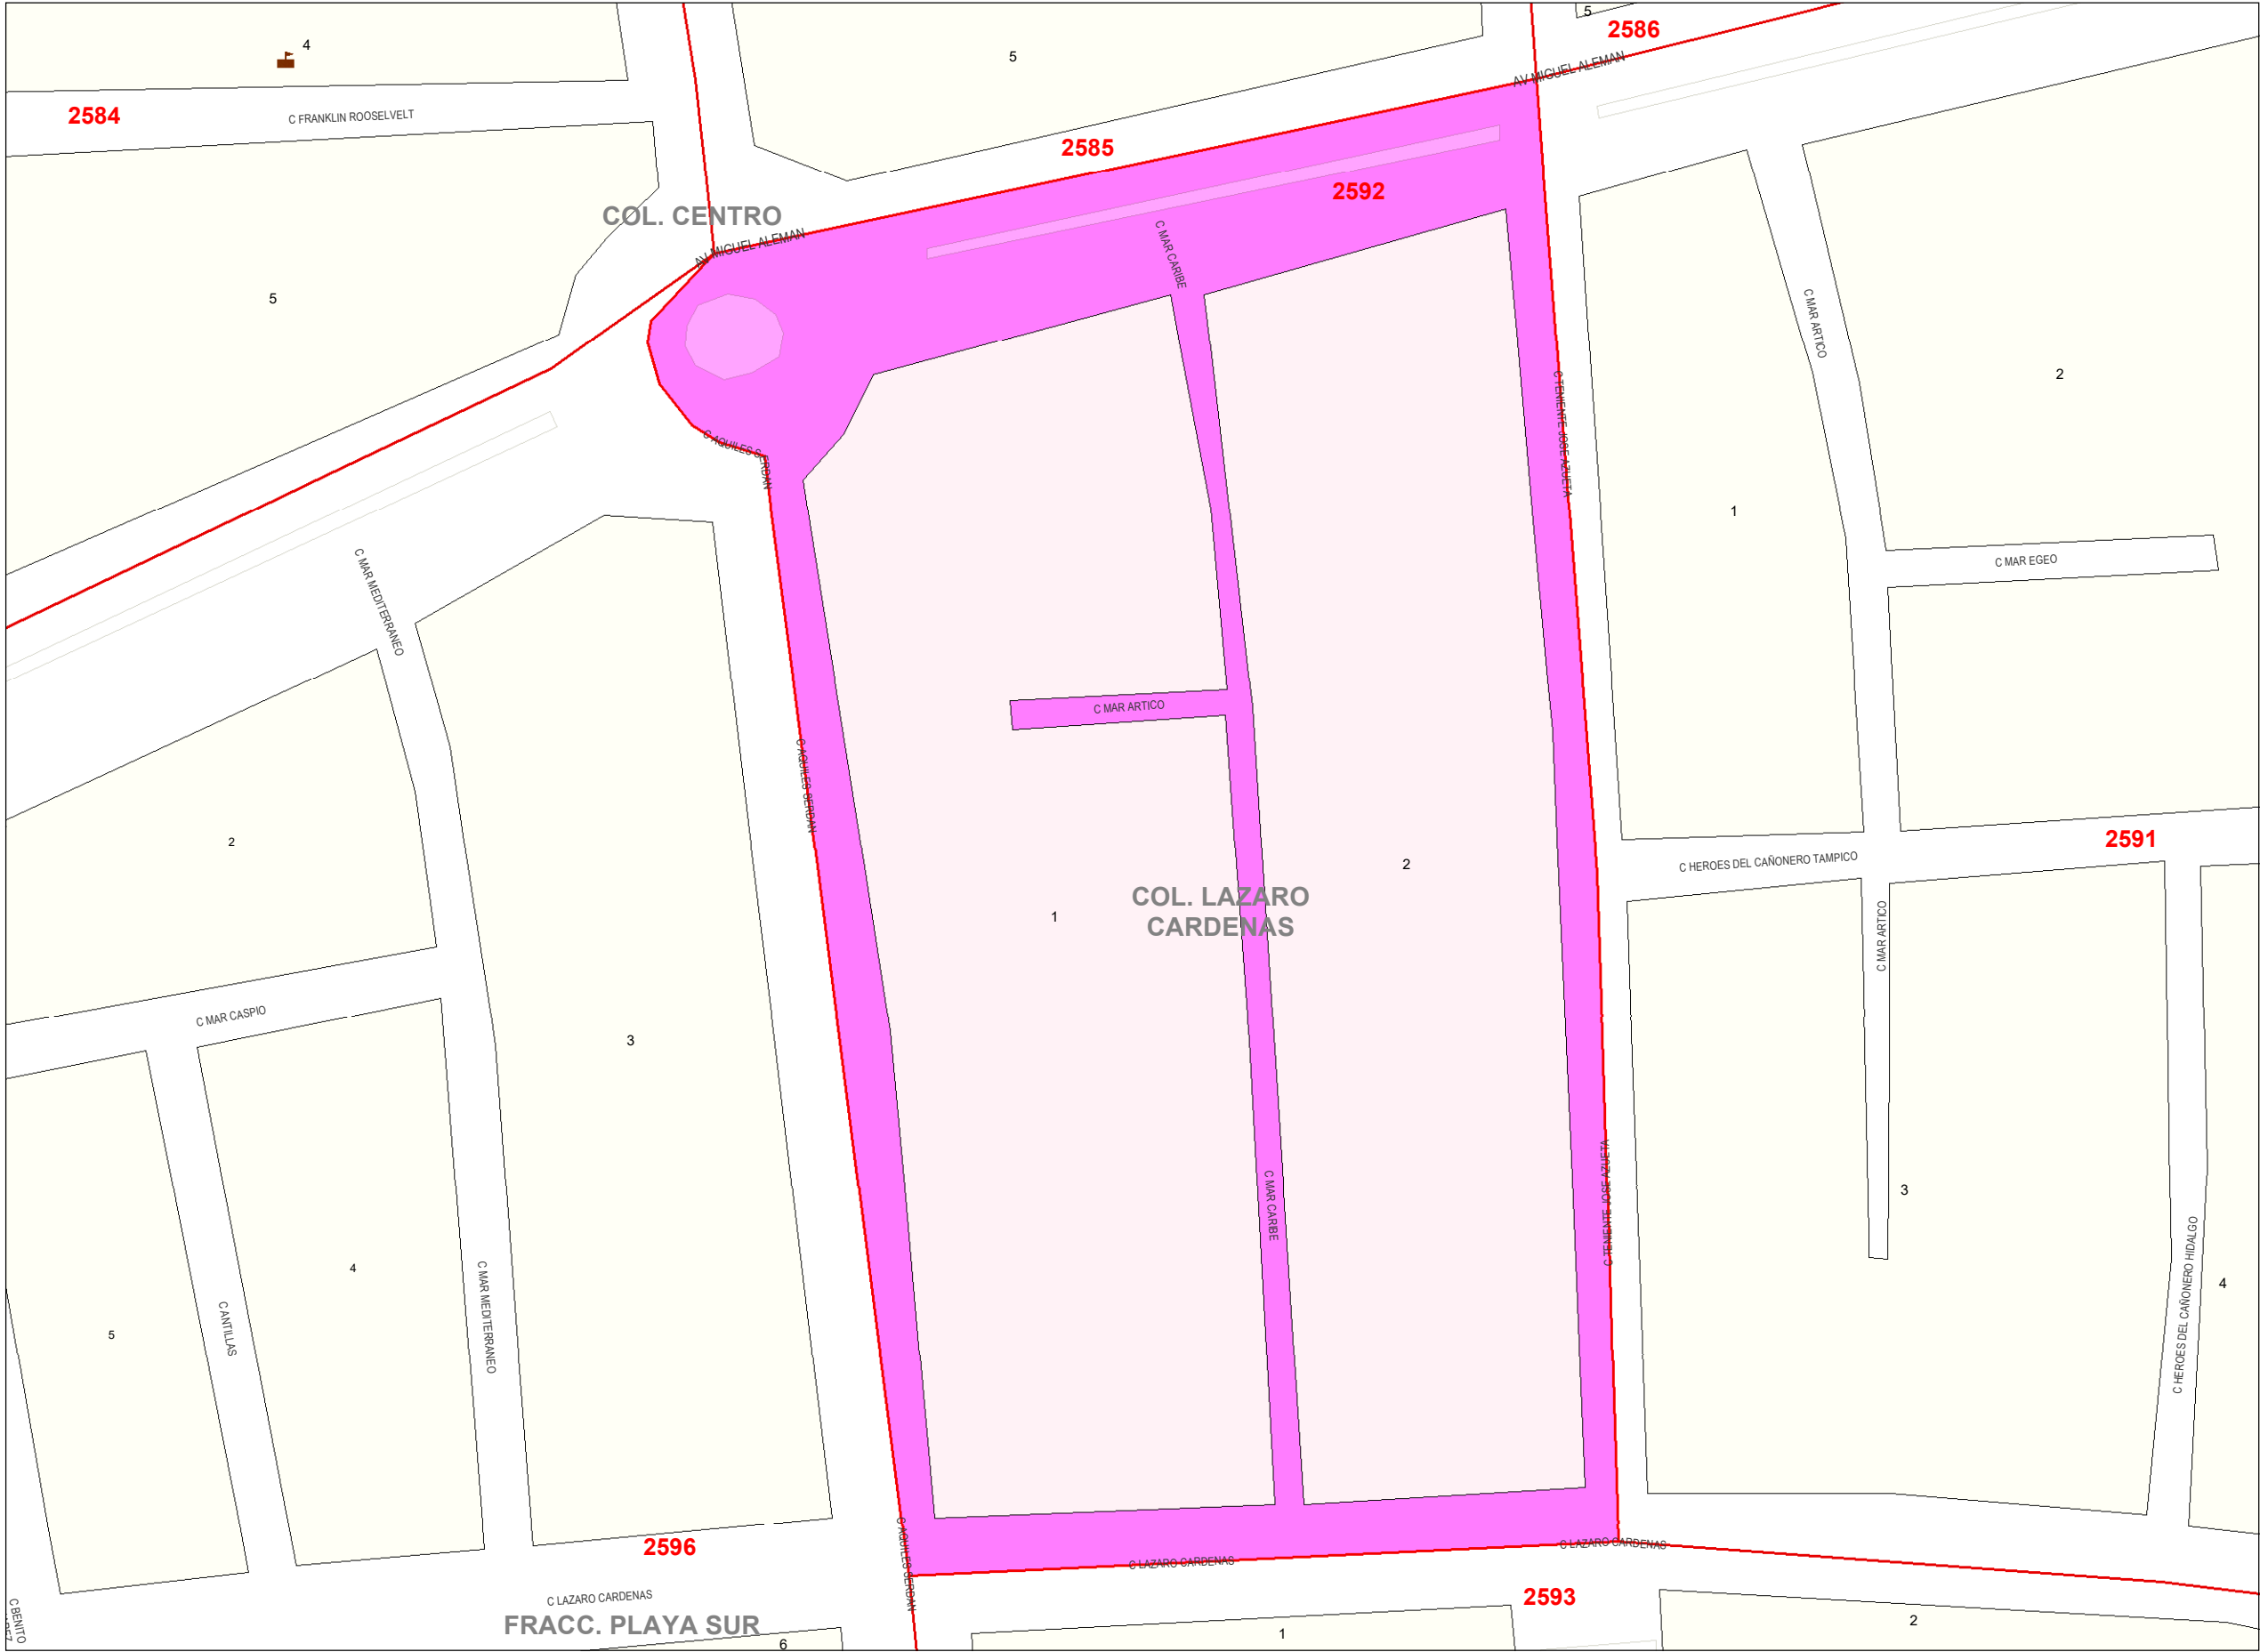 5
2586
4
5
AV MIGUEL ALEMAN
2584
C FRANKLIN ROOSELVELT
2585
2592
COL. CENTRO
AV MIGUEL ALEMAN
C MAR CARIBE
5
C MAR ARTICO
2
C TENIENTE JOSE AZUETA
C AQUILES SERDAN
1
C MAR EGEO
C MAR MEDITERRANEO
C MAR ARTICO
C AQUILES SERDAN
2
2591
C HEROES DEL CAÑONERO TAMPICO
2
COL. LAZARO
CARDENAS
1
C MAR ARTICO
C MAR CASPIO
3
C TENIENTE JOSE AZUETA
3
C MAR CARIBE
4
C MAR MEDITERRANEO
C HEROES DEL CAÑONERO HIDALGO
4
C ANTILLAS
5
2596
C AQUILES SERDAN
C LAZARO CARDENAS
C LAZARO CARDENAS
C LAZARO CARDENAS
2593
FRACC. PLAYA SUR
C BENITO
6
1
2